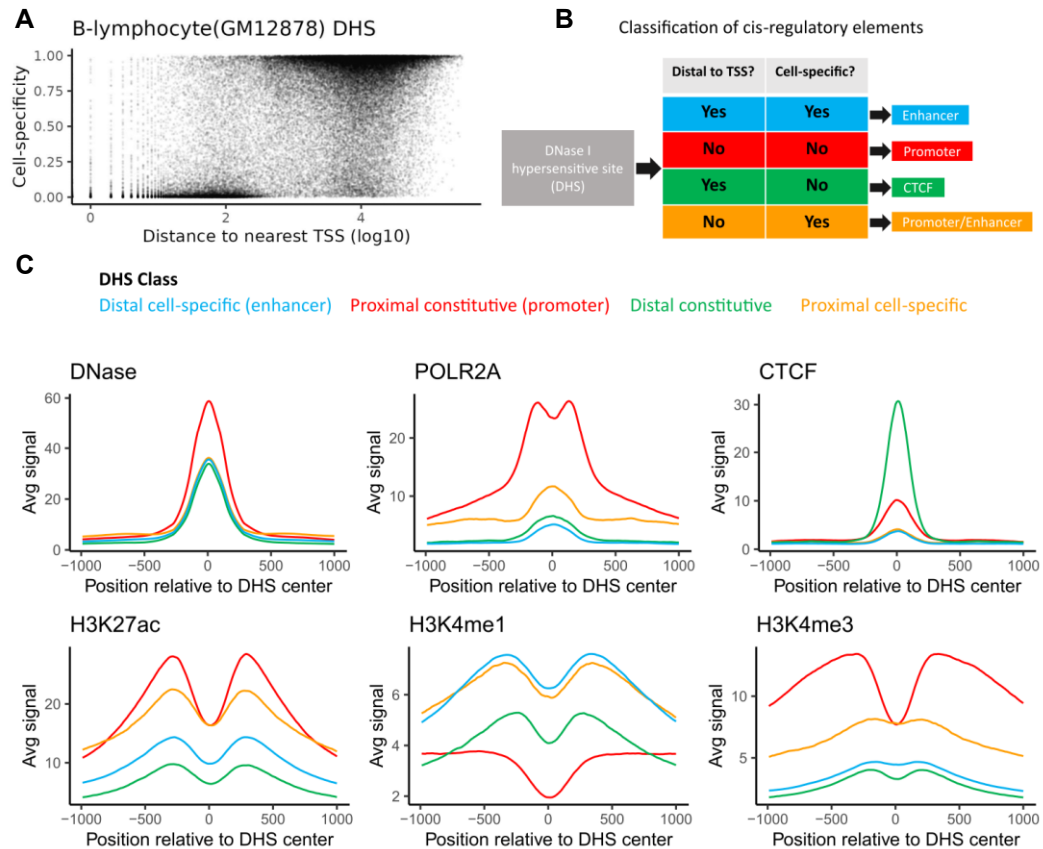 A
B-lymphocyte(GM12878) DHS
Cell-specificity
1.00
0.75
0.50
0.25
0.00
0
2
4
Distance to nearest TSS (log10)
B
Classification of cis-regulatory elements
Distal to TSS?
Cell-specific?
DNase I
hypersensitive site
(DHS)
Yes
Yes
Enhancer
No
No
Promoter
Yes
No
CTCF
No
Yes
Promoter/Enhancer
C
DHS Class
Distal cell-specific (enhancer)
Proximal constitutive (promoter)
Distal constitutive
Proximal cell-specific
DNase
Avg signal
60
40
20
0
−1000
−500
0
500
1000
Position relative to DHS center
POLR2A
Avg signal
20
10
−1000
−500
0
500
1000
Position relative to DHS center
CTCF
Avg signal
30
20
10
0
−1000
−500
0
500
1000
Position relative to DHS center
H3K27ac
Avg signal
20
10
−1000
−500
0
500
1000
Position relative to DHS center
H3K4me1
Avg signal
6
4
2
−1000
−500
0
500
1000
Position relative to DHS center
H3K4me3
Avg signal
10
5
−1000
−500
0
500
1000
Position relative to DHS center